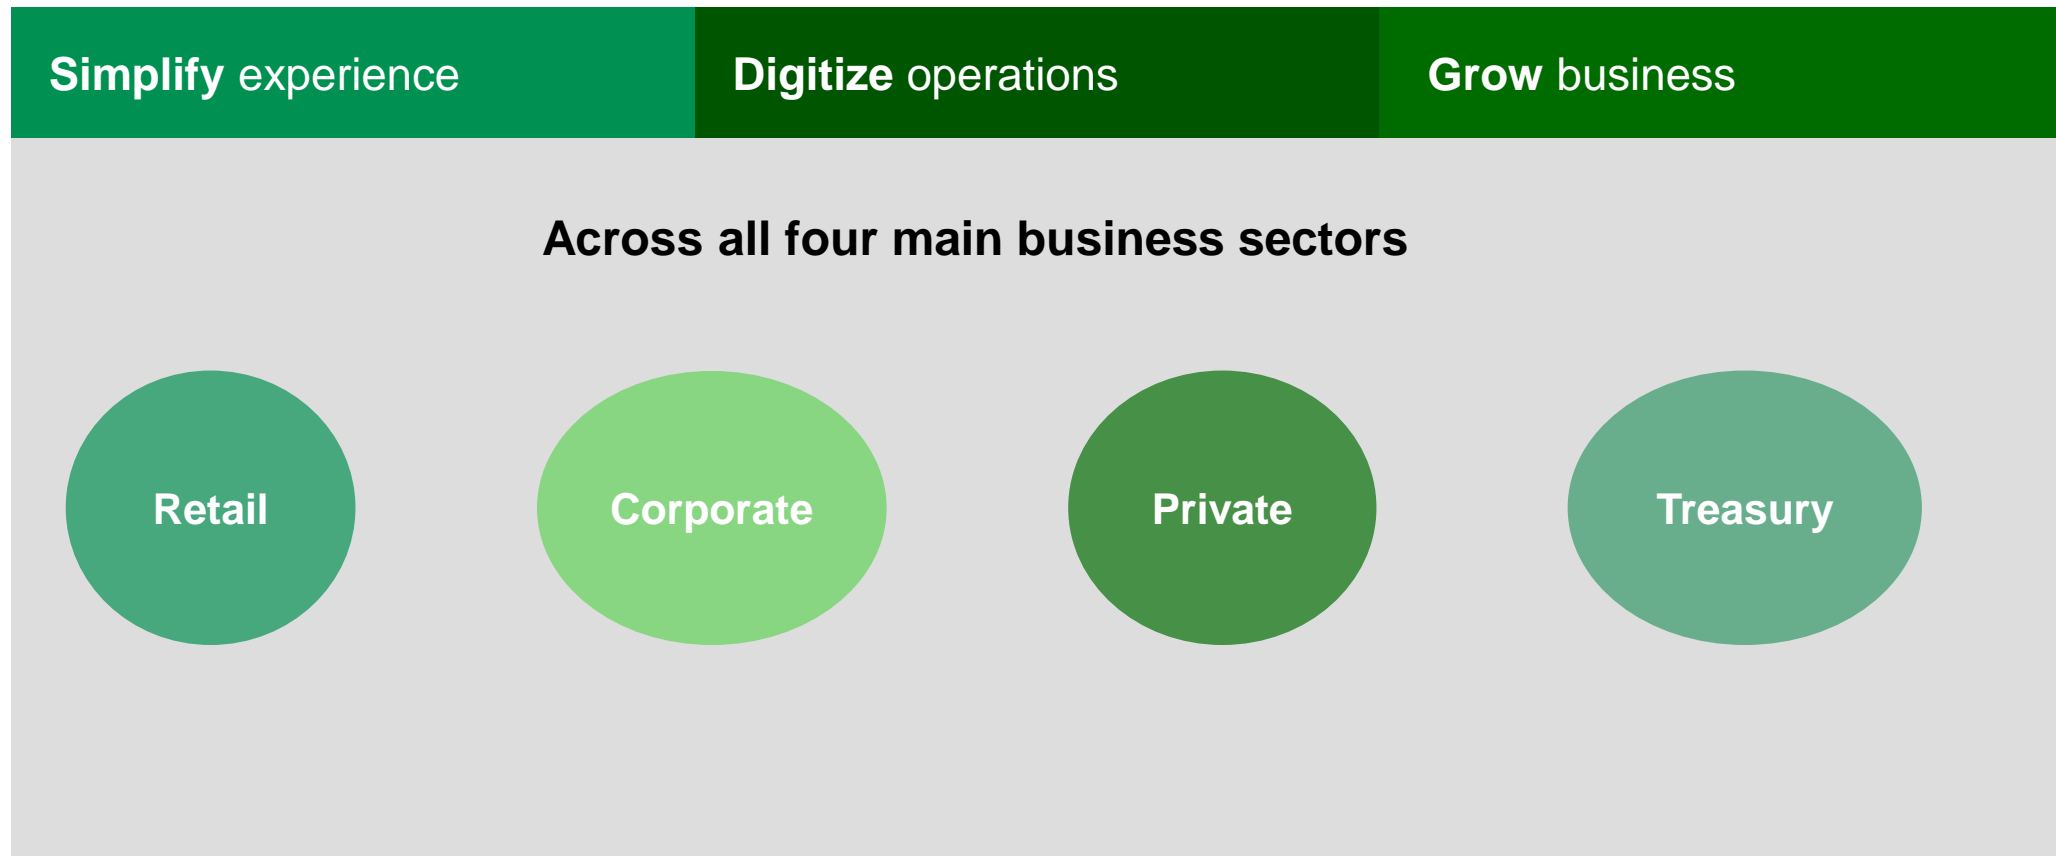 Simplify experience
Digitize operations
Grow business
Across all four main business sectors
Retail
Corporate
Private
Treasury